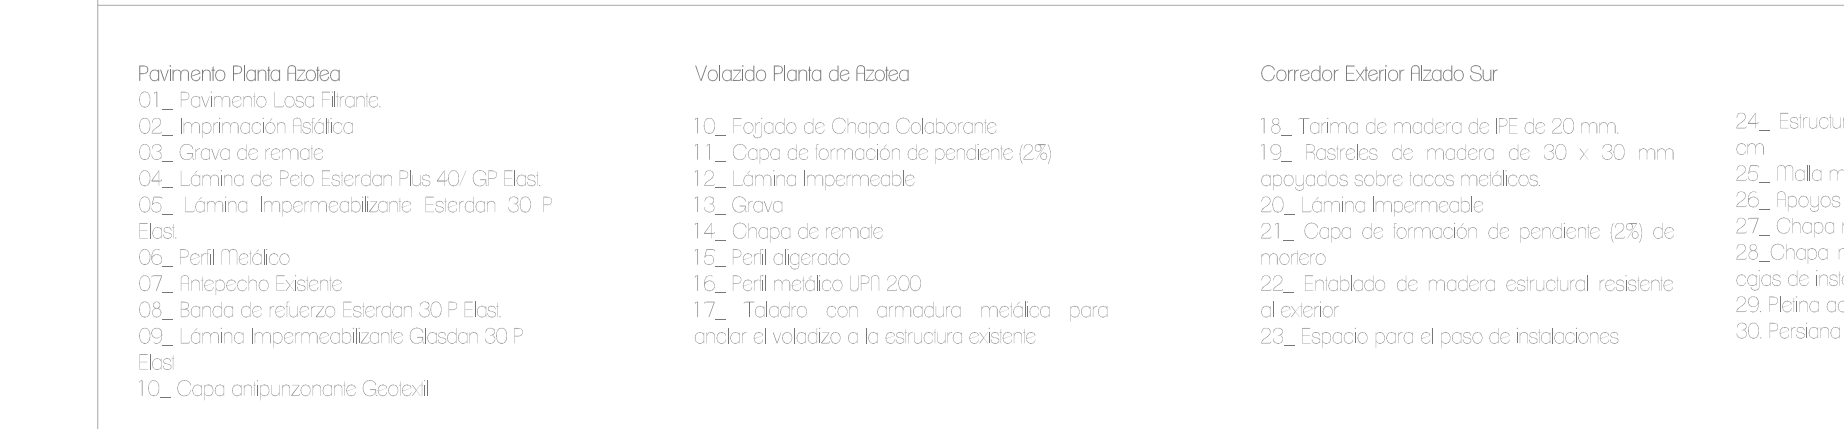 Pavimento Planta Azotea
01_ Pavimento Losa Filtrante.
02_ Imprimación Asfáltica
03_ Grava de remate
04_ Lámina de Peto Esterdan Plus 40/ GP Elast.
05_ Lámina Impermeabilizante Esterdan 30 P
Elast.
06_ Perfil Metálico
07_ Antepecho Existente
08_ Banda de refuerzo Esterdan 30 P Elast.
09_ Lámina Impermeabilizante Glasdan 30 P
Elast
10_ Capa antipunzonante Geotextil
Volazido Planta de Azotea
10_ Forjado de Chapa Colaborante
11_ Capa de formación de pendiente (2%)
12_ Lámina Impermeable
13_ Grava
14_ Chapa de remate
15_ Perfil aligerado
16_ Perfil metálico UPN 200
17_ Taladro con armadura metálica para
anclar el voladizo a la estructura existente
Corredor Exterior Alzado Sur
18_ Tarima de madera de IPE de 20 mm.
19_ Rastreles de madera de 30 x 30 mm
apoyados sobre tacos metálicos.
20_ Lámina Impermeable
21_ Capa de formación de pendiente (2%) de
mortero
22_ Entablado de madera estructural resistente
al exterior
23_ Espacio para el paso de instalaciones
24_
cm
25_ Malla
26_ Apoyos
27_ Chapa
28_Chapa
cajas de
29. Pletina
30. Persiana